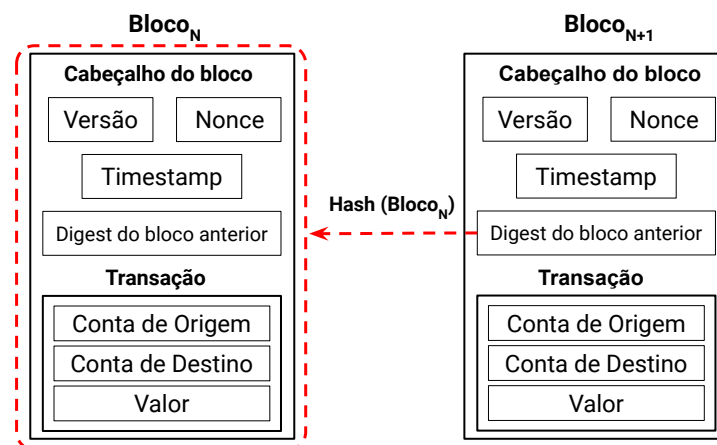 Bloco_N
Cabeçalho do bloco
Versão
Nonce
Timestamp
Digest do bloco anterior
Transação
Conta de Origem
Conta de Destino
Valor
Hash (Bloco_N)
Bloco_N+1
Cabeçalho do bloco
Versão
Nonce
Timestamp
Digest do bloco anterior
Transação
Conta de Origem
Conta de Destino
Valor